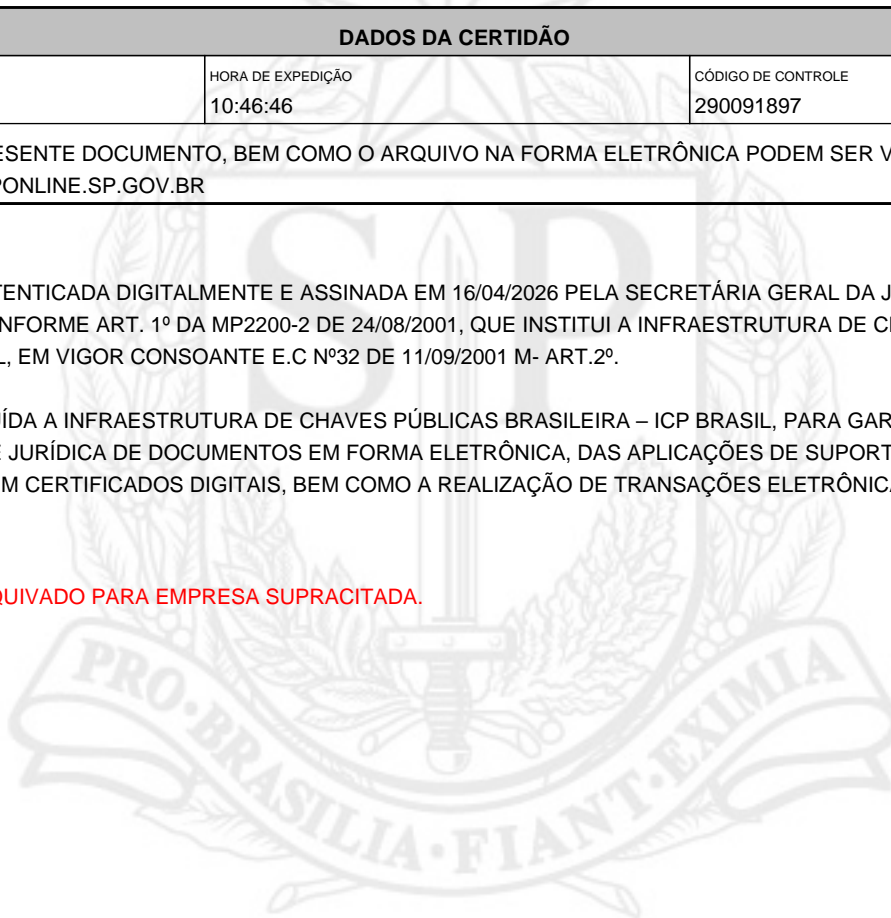 DADOS DA CERTIDÃO
HORA DE EXPEDIÇÃO
10:46:46
CÓDIGO DE CONTROLE
290091897
ESENTE DOCUMENTO, BEM COMO O ARQUIVO NA FORMA ELETRÔNICA PODEM SER V
PONLINE.SP.GOV.BR
TENTICADA DIGITALMENTE E ASSINADA EM 16/04/2026 PELA SECRETÁRIA GERAL DA J
NFORME ART. 1º DA MP2200-2 DE 24/08/2001, QUE INSTITUI A INFRAESTRUTURA DE C
L, EM VIGOR CONSOANTE E.C Nº32 DE 11/09/2001 M- ART.2º.
UÍDA A INFRAESTRUTURA DE CHAVES PÚBLICAS BRASILEIRA – ICP BRASIL, PARA GAR
E JURÍDICA DE DOCUMENTOS EM FORMA ELETRÔNICA, DAS APLICAÇÕES DE SUPORT
M CERTIFICADOS DIGITAIS, BEM COMO A REALIZAÇÃO DE TRANSAÇÕES ELETRÔNICA
QUIVADO PARA EMPRESA SUPRACITADA.
SP
PRO·BRASILIA·FIANT·EXIMIA